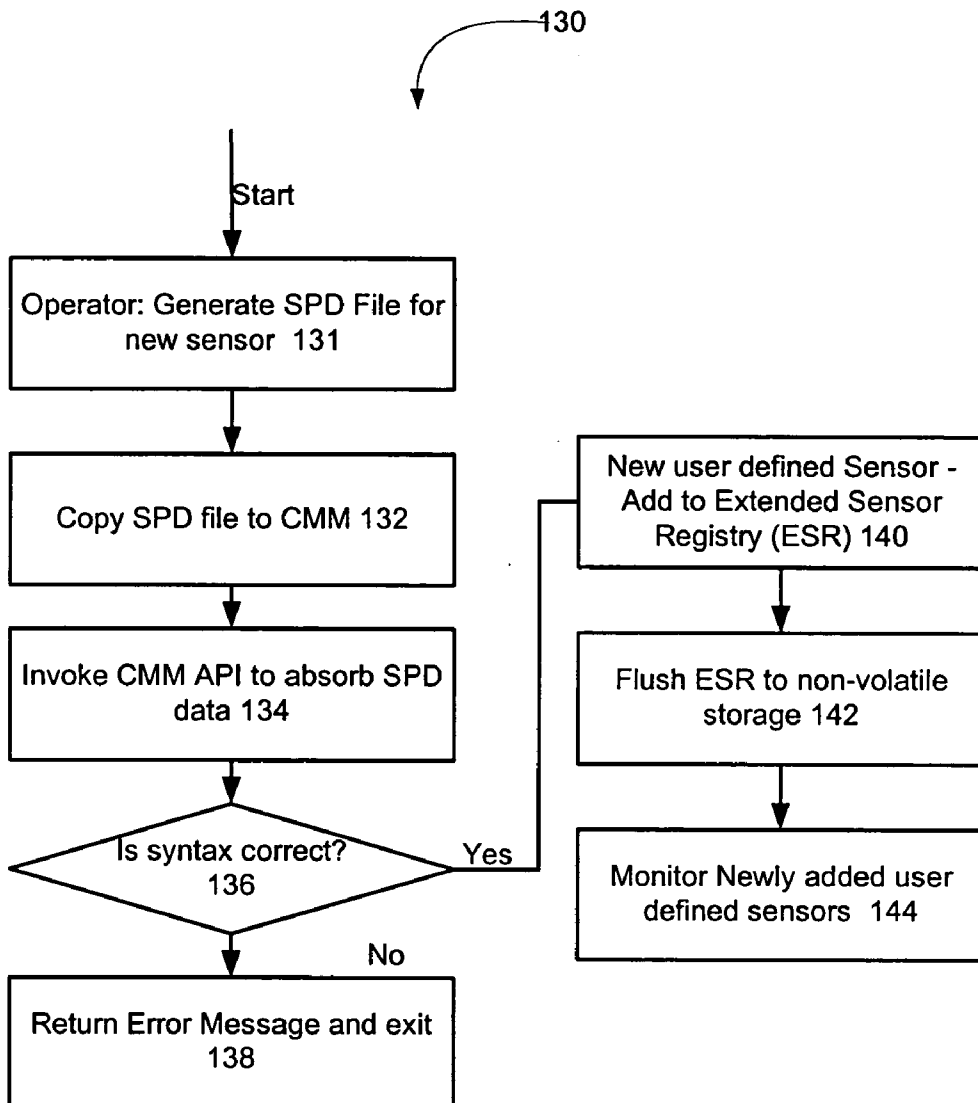 130
Start
Operator: Generate SPD File for
new sensor 131
Copy SPD file to CMM 132
Invoke CMM API to absorb SPD
data 134
Is syntax correct?
136
Yes
No
Return Error Message and exit
138
New user defined Sensor -
Add to Extended Sensor
Registry (ESR) 140
Flush ESR to non-volatile
storage 142
Monitor Newly added user
defined sensors 144